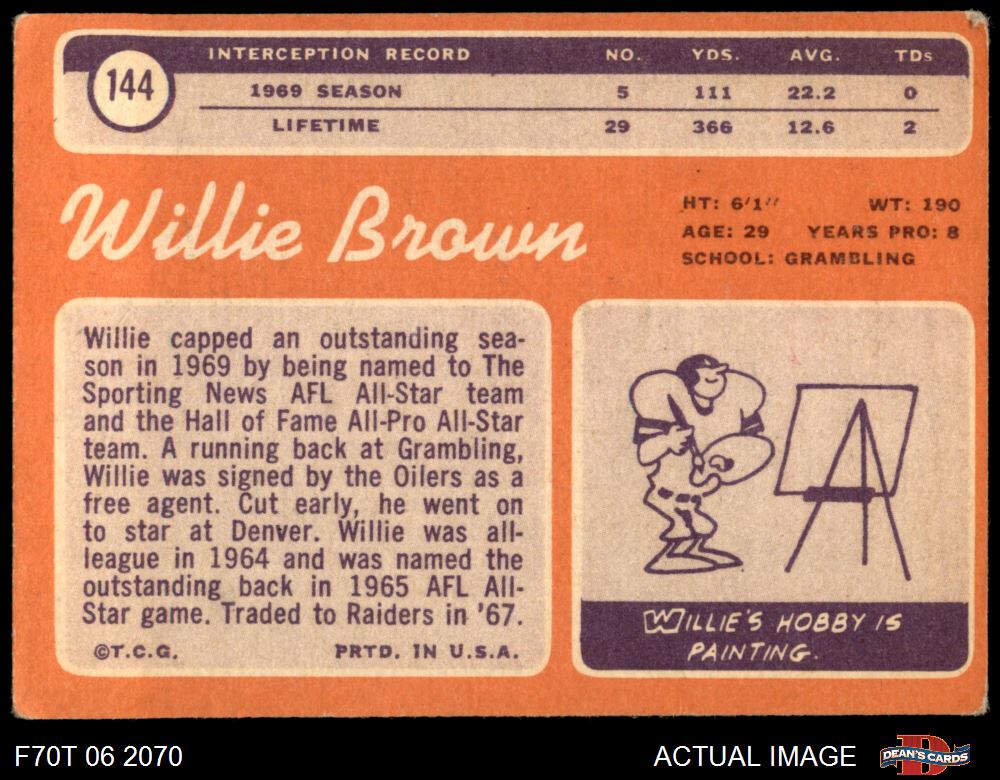 144
INTERCEPTION RECORD NO. YDS. AVG. TDs
1969 SEASON 5 111 22.2 0
LIFETIME 29 366 12.6 2
Willie Brown
HT: 6'1" WT: 190
AGE: 29 YEARS PRO: 8
SCHOOL: GRAMBLING
Willie capped an outstanding sea-
son in 1969 by being named to The
Sporting News AFL All-Star team
and the Hall of Fame All-Pro All-Star
team. A running back at Grambling,
Willie was signed by the Oilers as a
free agent. Cut early, he went on
to star at Denver. Willie was all-
league in 1964 and was named the
outstanding back in 1965 AFL All-
Star game. Traded to Raiders in '67.
©T.C.G. PRTD. IN U.S.A.
WILLIE'S HOBBY IS
PAINTING.
F70T 06 2070 ACTUAL IMAGE
D
DEAN'S CARDS